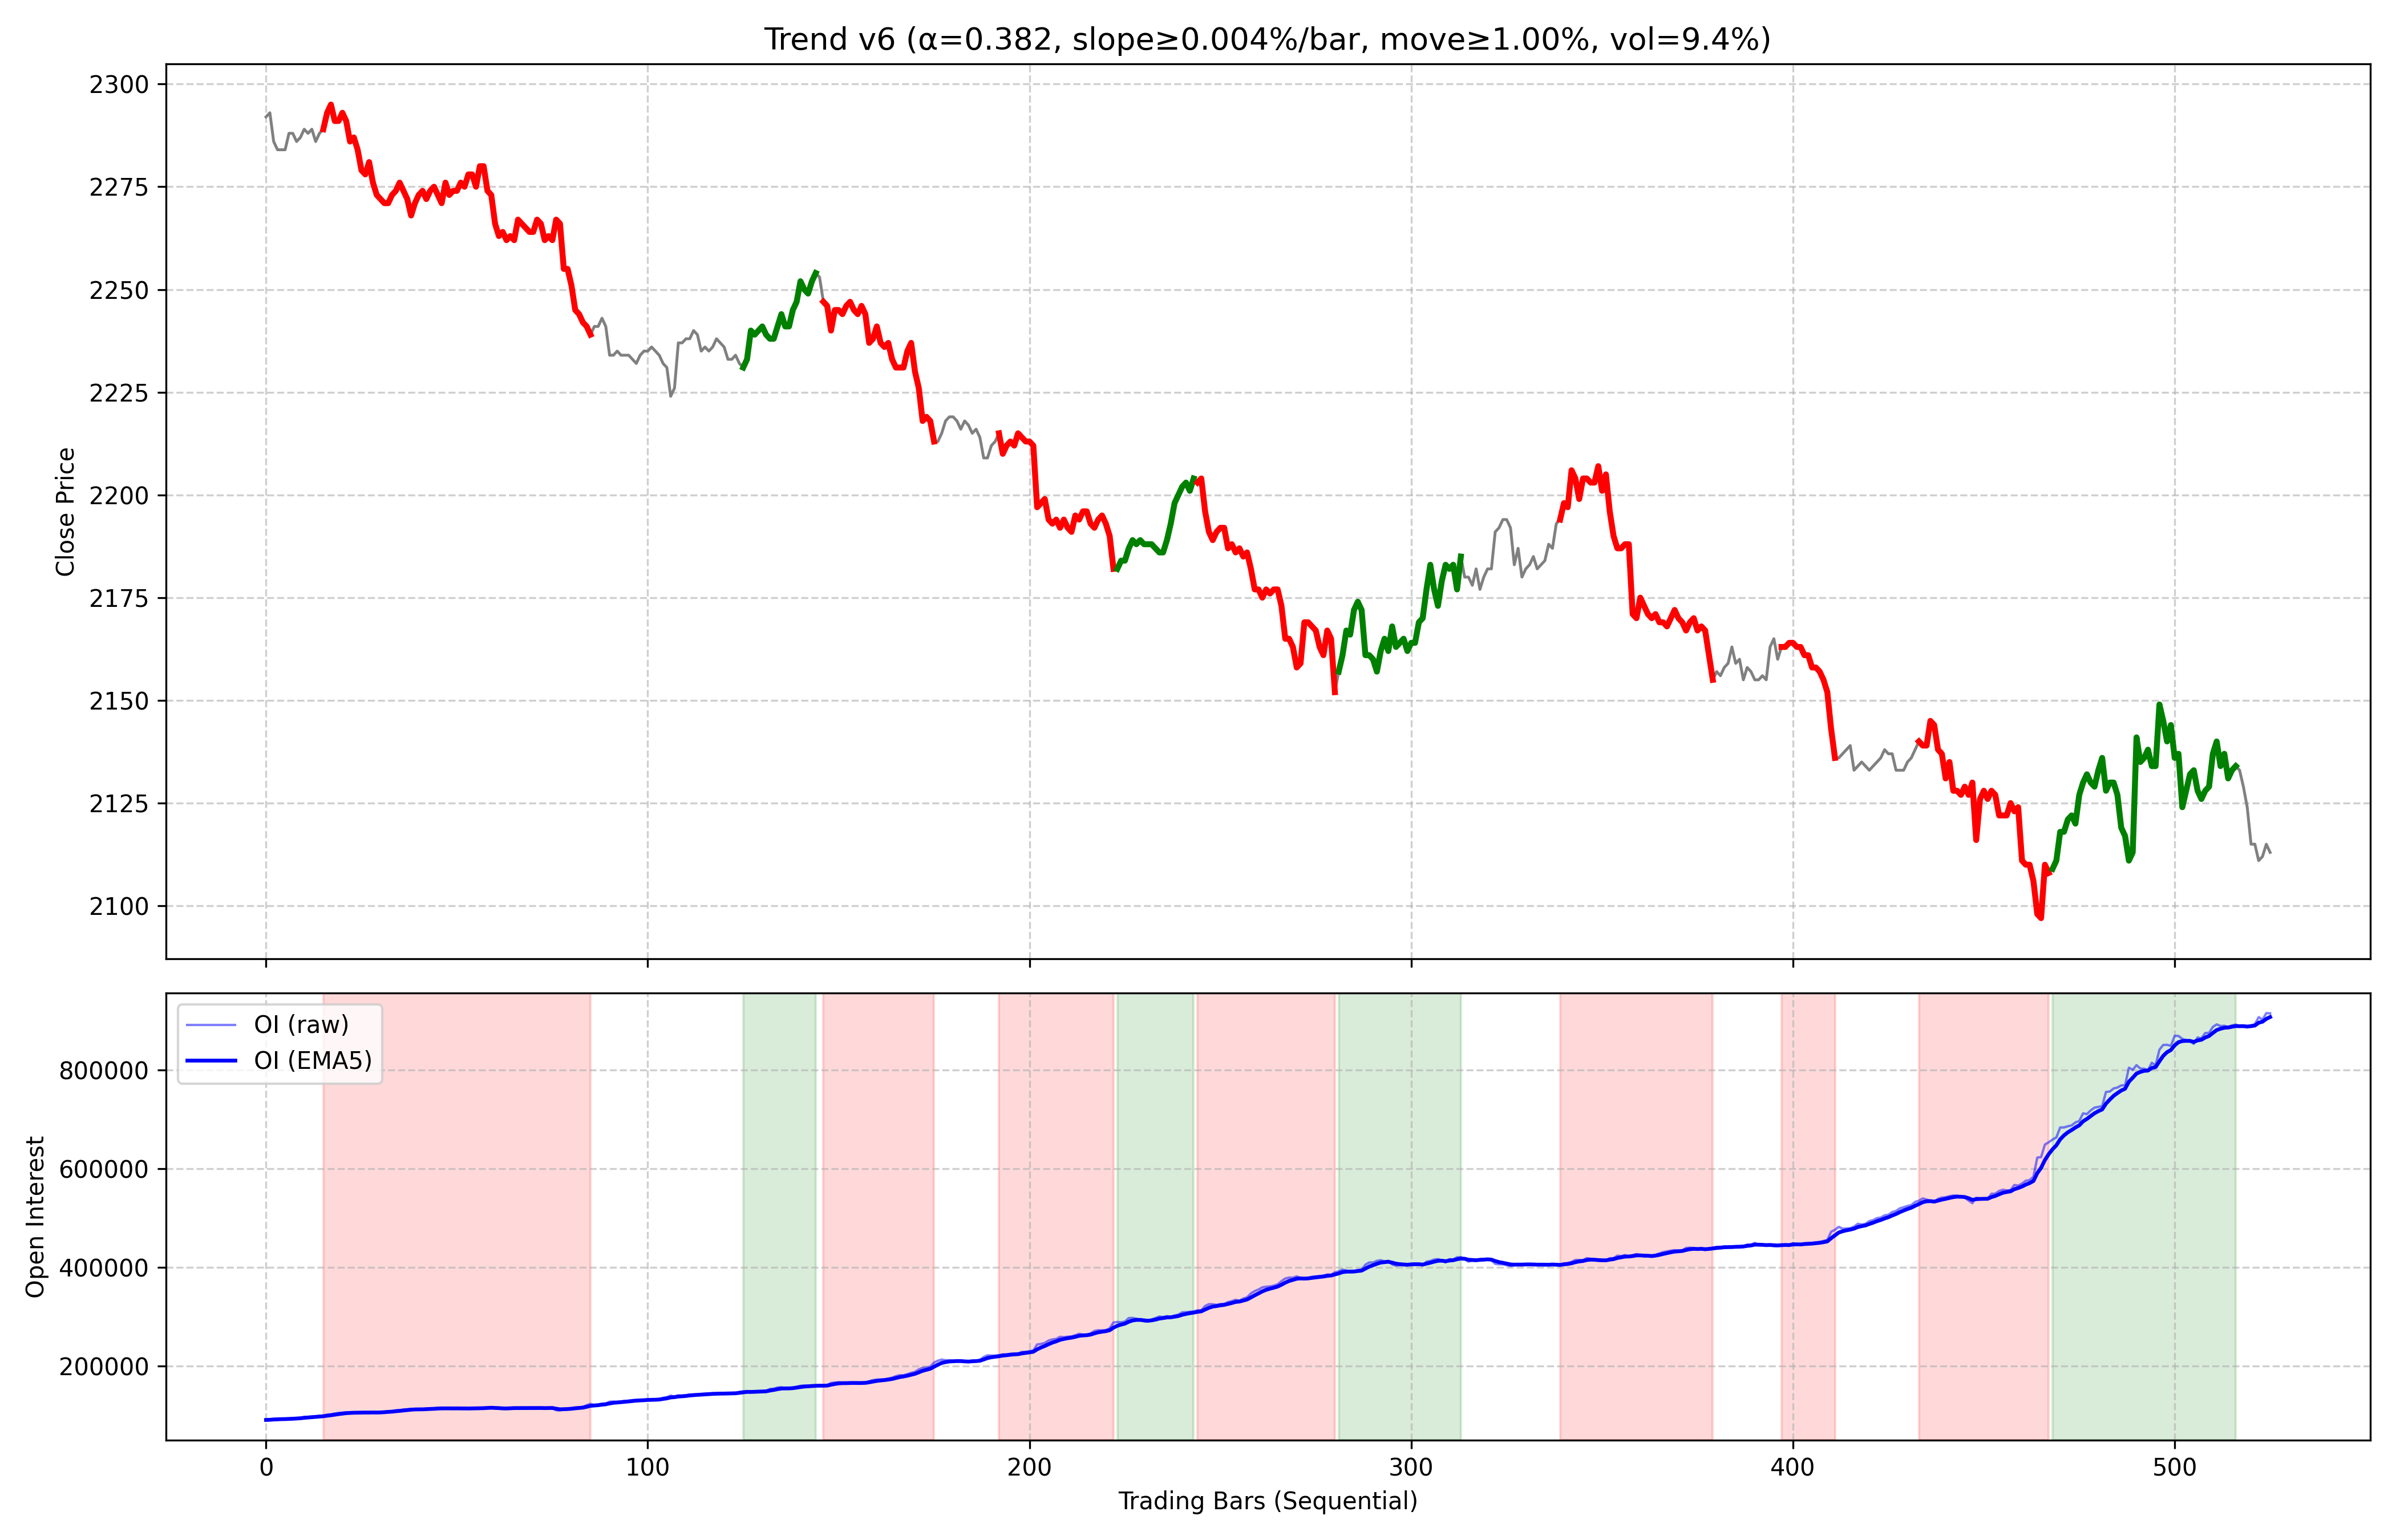 Trend v6 (α=0.382, slope≥0.004%/bar, move≥1.00%, vol=9.4%)
2300
2275
2250
2225
2200
2175
2150
2125
2100
Close Price
OI (raw)
OI (EMA5)
800000
600000
400000
200000
Open Interest
0 100 200 300 400 500
Trading Bars (Sequential)